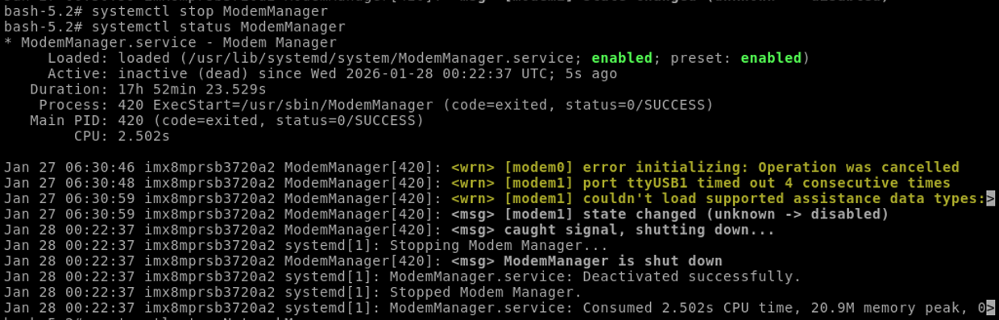 bash-5.2# systemctl stop ModemManager
bash-5.2# systemctl status ModemManager
* ModemManager.service - Modem Manager
     Loaded: loaded (/usr/lib/systemd/system/ModemManager.service; enabled; preset: enabled)
     Active: inactive (dead) since Wed 2026-01-28 00:22:37 UTC; 5s ago
   Duration: 17h 52min 23.529s
    Process: 420 ExecStart=/usr/sbin/ModemManager (code=exited, status=0/SUCCESS)
   Main PID: 420 (code=exited, status=0/SUCCESS)
        CPU: 2.502s

Jan 27 06:30:46 imx8mprsb3720a2 ModemManager[420]: <wrn> [modem0] error initializing: Operation was cancelled
Jan 27 06:30:48 imx8mprsb3720a2 ModemManager[420]: <wrn> [modem1] port ttyUSB1 timed out 4 consecutive times
Jan 27 06:30:59 imx8mprsb3720a2 ModemManager[420]: <wrn> [modem1] couldn't load supported assistance data types:>
Jan 27 06:30:59 imx8mprsb3720a2 ModemManager[420]: <msg> [modem1] state changed (unknown -> disabled)
Jan 28 00:22:37 imx8mprsb3720a2 ModemManager[420]: <msg> caught signal, shutting down...
Jan 28 00:22:37 imx8mprsb3720a2 systemd[1]: Stopping Modem Manager...
Jan 28 00:22:37 imx8mprsb3720a2 ModemManager[420]: <msg> ModemManager is shut down
Jan 28 00:22:37 imx8mprsb3720a2 systemd[1]: ModemManager.service: Deactivated successfully.
Jan 28 00:22:37 imx8mprsb3720a2 systemd[1]: Stopped Modem Manager.
Jan 28 00:22:37 imx8mprsb3720a2 systemd[1]: ModemManager.service: Consumed 2.502s CPU time, 20.9M memory peak, 0>